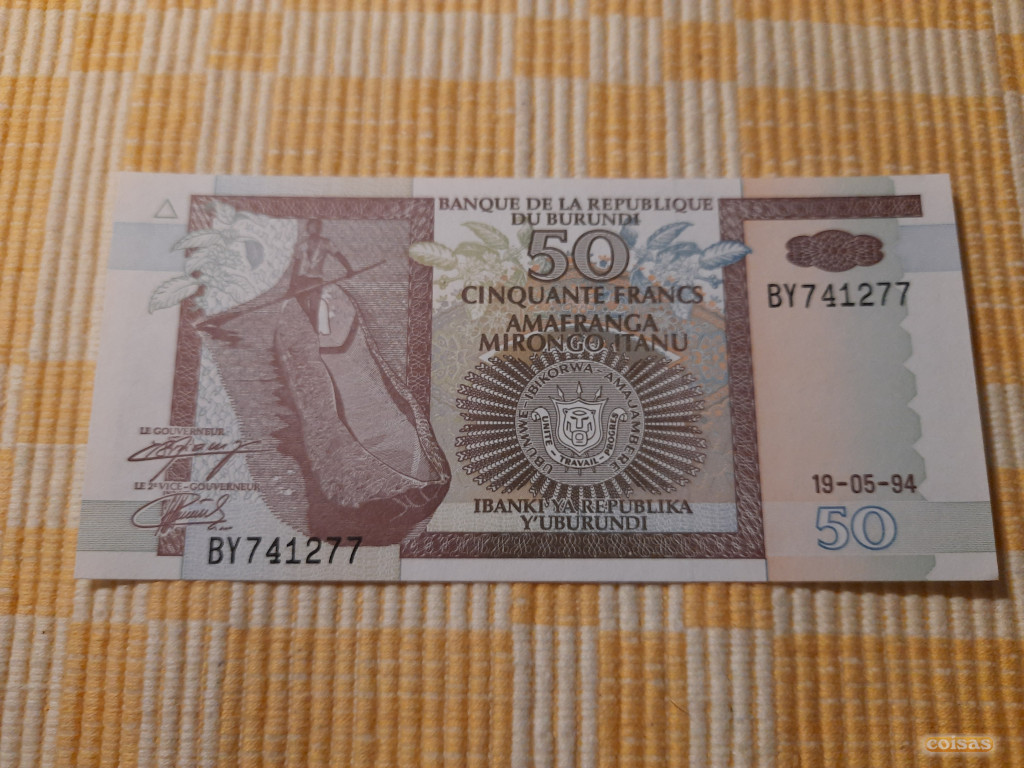 BANQUE DE LA REPUBLIQUE
DU BURUNDI
50
CINQUANTE FRANCS
AMAFRANGA
MIRONGO ITANU
BY741277
UBUMWE-IBIKORWA-AMAJAMBERE
UNITE - TRAVAIL - PROGRES
LE GOUVERNEUR
LE 2e VICE-GOUVERNEUR
IBANKI YA REPUBLIKA
Y'UBURUNDI
19-05-94
50
BY741277
coisas